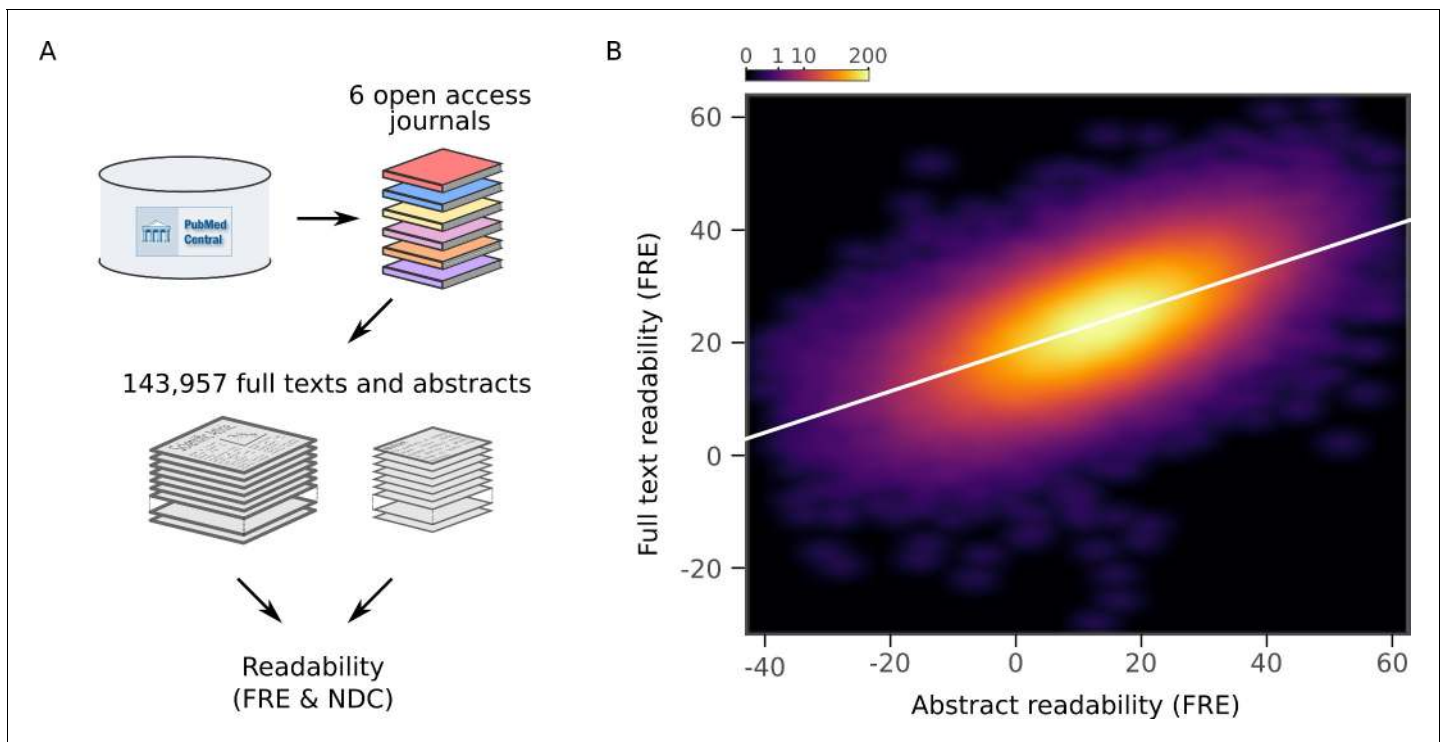 A
6 open access
journals
PubMed
Central
143,957 full texts and abstracts
Readability
(FRE & NDC)
B
0 1 10 200
Full text readability (FRE)
60
40
20
0
-20
-40 -20 0 20 40 60
Abstract readability (FRE)